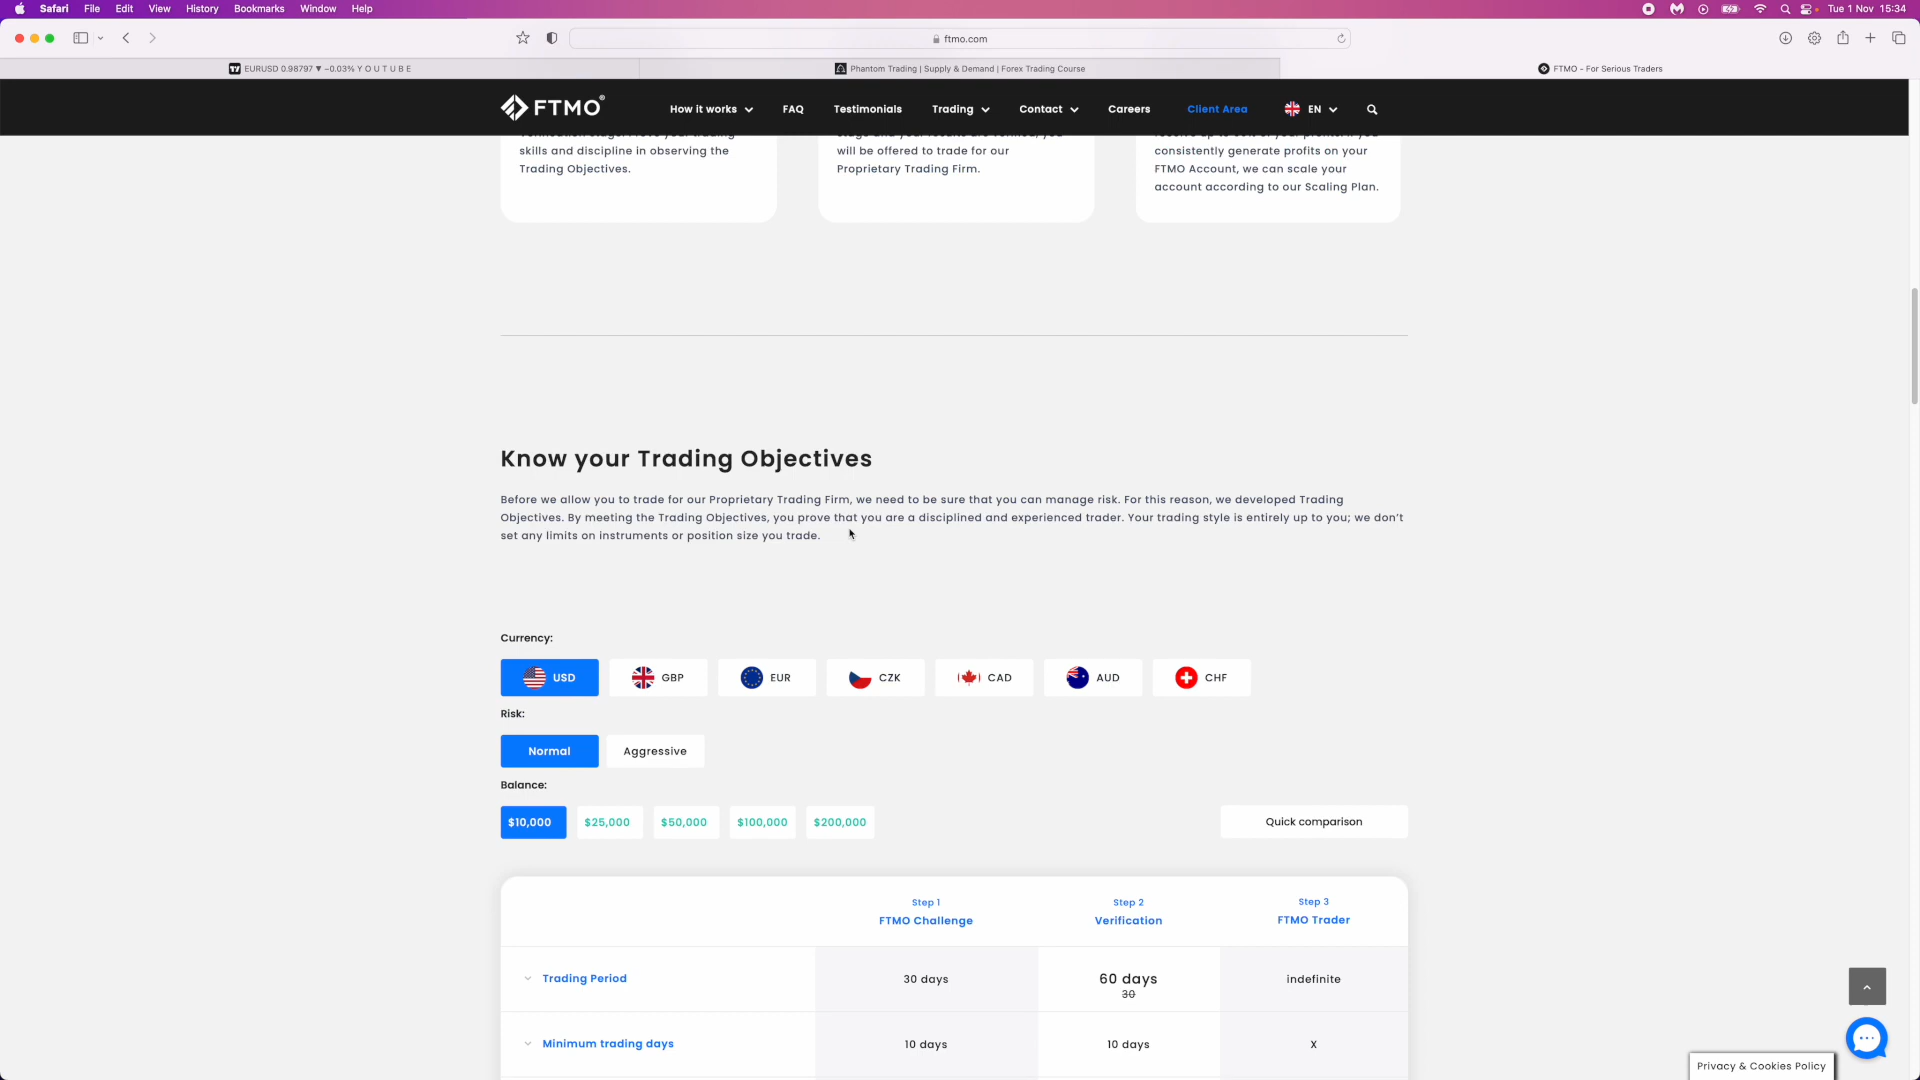 Safari File Edit View History Bookmarks Window Help Tue 1 Nov 15:34
ftmo.com
EURUSD 0.98797 ▼ −0.03% Y O U T U B E
Phantom Trading | Supply & Demand | Forex Trading Course
FTMO - For Serious Traders
FTMO®
How it works
FAQ
Testimonials
Trading
Contact
Careers
Client Area
EN
skills and discipline in observing the
Trading Objectives.
will be offered to trade for our
Proprietary Trading Firm.
consistently generate profits on your
FTMO Account, we can scale your
account according to our Scaling Plan.
Know your Trading Objectives
Before we allow you to trade for our Proprietary Trading Firm, we need to be sure that you can manage risk. For this reason, we developed Trading
Objectives. By meeting the Trading Objectives, you prove that you are a disciplined and experienced trader. Your trading style is entirely up to you; we don't
set any limits on instruments or position size you trade.
Currency:
USD GBP EUR CZK CAD AUD CHF
Risk:
Normal Aggressive
Balance:
$10,000 $25,000 $50,000 $100,000 $200,000 Quick comparison
Step 1 Step 2 Step 3
FTMO Challenge Verification FTMO Trader
Trading Period 30 days 60 days indefinite
30
Minimum trading days 10 days 10 days X
Privacy & Cookies Policy